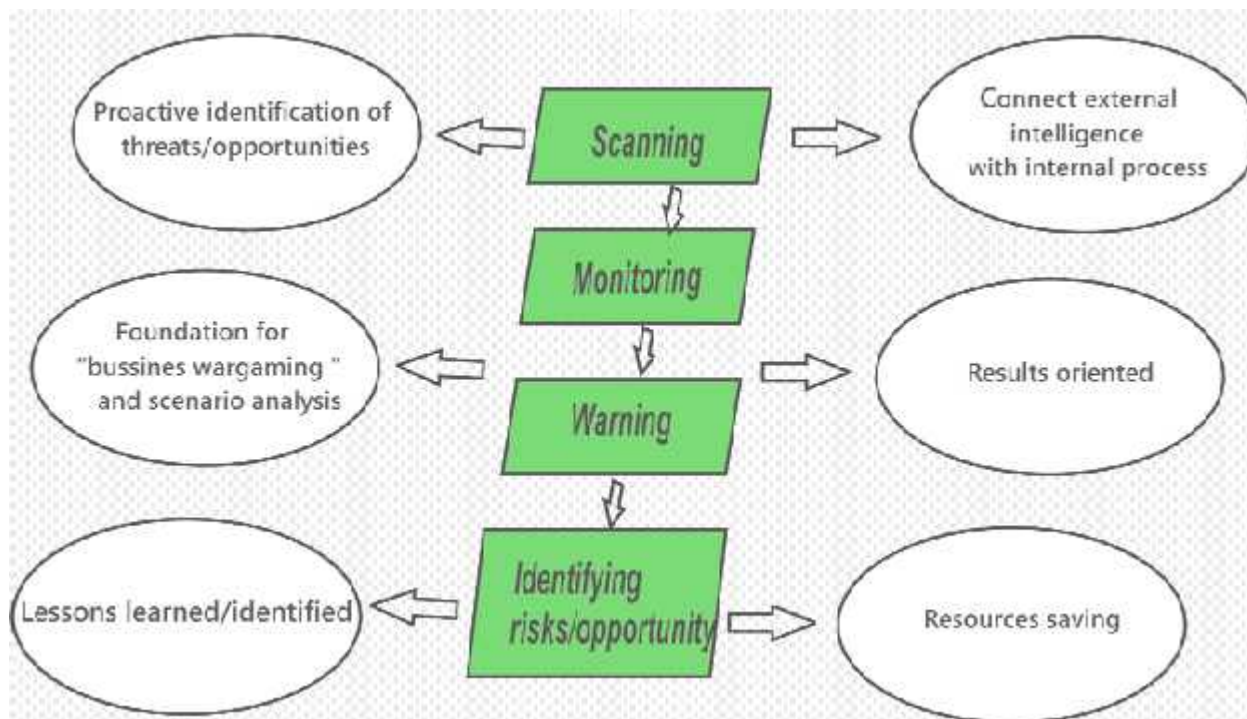 Proactive identification of
threats/opportunities
Scanning
Connect external
intelligence
with internal process
Monitoring
Foundation for
"bussines wargaming "
and scenario analysis
Results oriented
Warning
Lessons learned/identified
Identifying
risks/opportunity
Resources saving